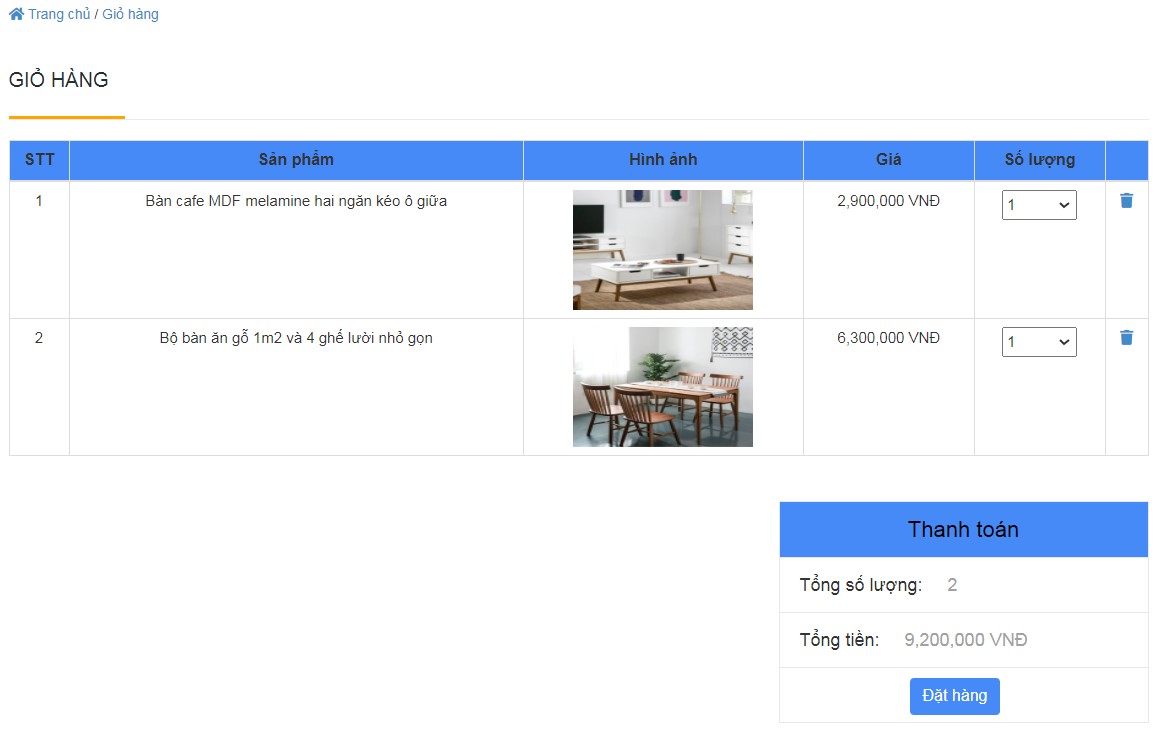 Trang chủ / Giỏ hàng
GIỎ HÀNG
STT Sản phẩm Hình ảnh Giá Số lượng
1 Bàn cafe MDF melamine hai ngăn kéo ô giữa 2,900,000 VNĐ 1
2 Bộ bàn ăn gỗ 1m2 và 4 ghế lười nhỏ gọn 6,300,000 VNĐ 1
Thanh toán
Tổng số lượng: 2
Tổng tiền: 9,200,000 VNĐ
Đặt hàng